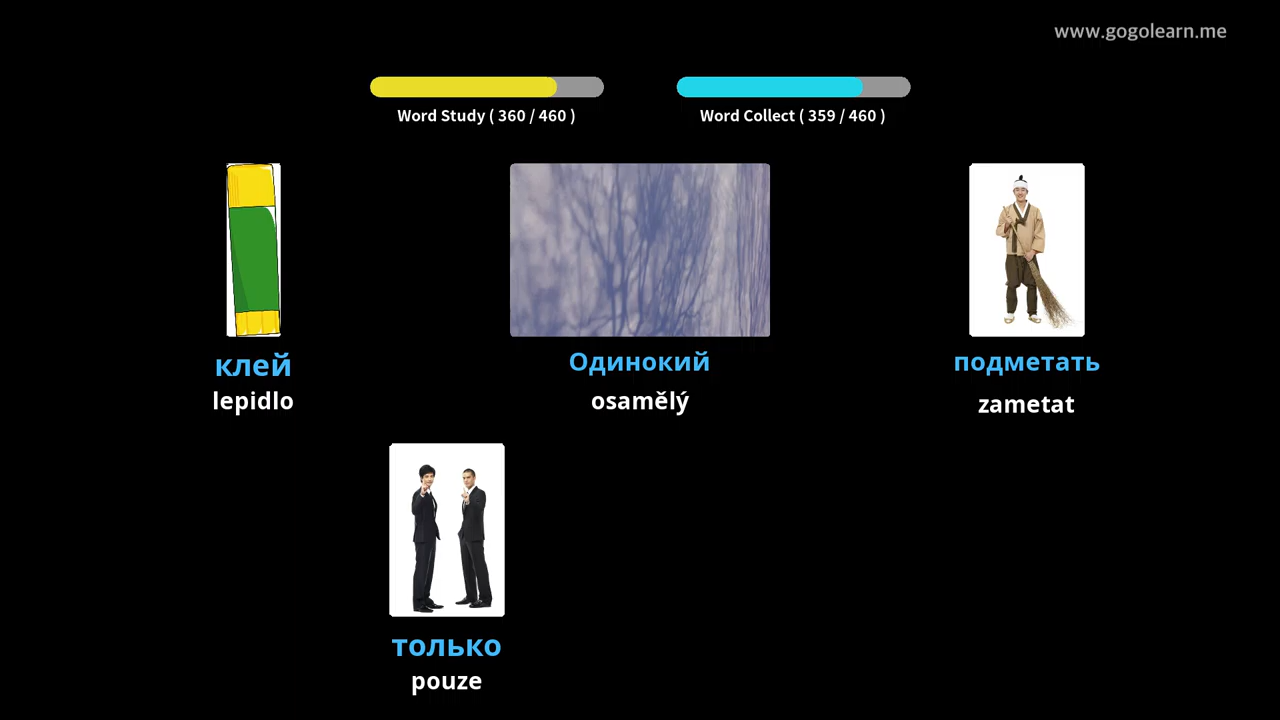 www.gogolearn.me
Word Study ( 360 / 460 )
Word Collect ( 359 / 460 )
клей
lepidlo
Одинокий
osamělý
подметать
zametat
только
pouze